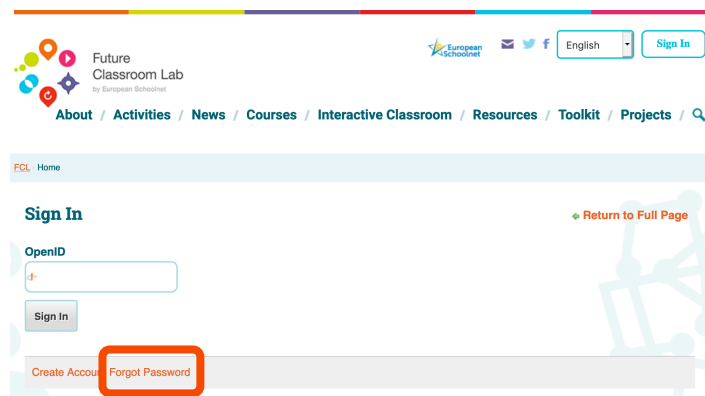 Future
Classroom Lab
by European Schoolnet
European
Schoolnet
f
English
Sign In
About / Activities / News / Courses / Interactive Classroom / Resources / Toolkit / Projects /
FCL Home
Sign In
Return to Full Page
OpenID
Sign In
Create Accoun Forgot Password